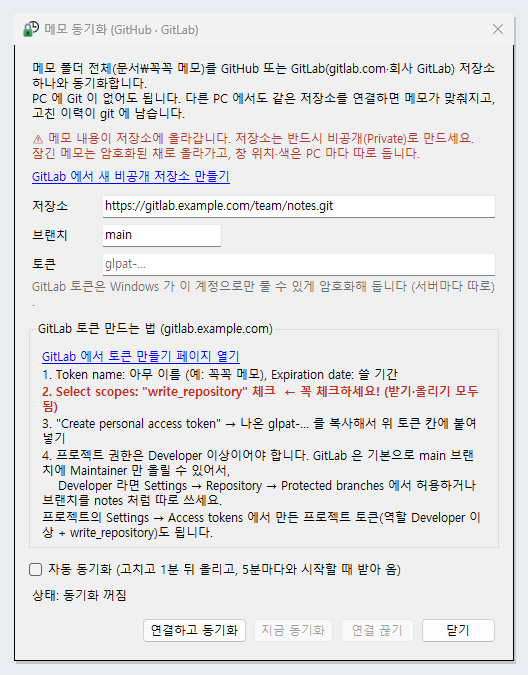 메모 동기화 (GitHub · GitLab)
메모 폴더 전체(문서₩꼭꼭 메모)를 GitHub 또는 GitLab(gitlab.com·회사 GitLab) 저장소
하나와 동기화합니다.
PC 에 Git 이 없어도 됩니다. 다른 PC 에서도 같은 저장소를 연결하면 메모가 맞춰지고,
고친 이력이 git 에 남습니다.
⚠ 메모 내용이 저장소에 올라갑니다. 저장소는 반드시 비공개(Private)로 만드세요.
잠긴 메모는 암호화된 채로 올라가고, 창 위치·색은 PC 마다 따로 둡니다.
GitLab 에서 새 비공개 저장소 만들기
저장소 https://gitlab.example.com/team/notes.git
브랜치 main
토큰 glpat-...
GitLab 토큰은 Windows 가 이 계정으로만 풀 수 있게 암호화해 둡니다 (서버마다 따로)
.
GitLab 토큰 만드는 법 (gitlab.example.com)
GitLab 에서 토큰 만들기 페이지 열기
1. Token name: 아무 이름 (예: 꼭꼭 메모), Expiration date: 쓸 기간
2. Select scopes: "write_repository" 체크 ← 꼭 체크하세요! (받기·올리기 모두
됨)
3. "Create personal access token" → 나온 glpat-... 를 복사해서 위 토큰 칸에 붙여
넣기
4. 프로젝트 권한은 Developer 이상이어야 합니다. GitLab 은 기본으로 main 브랜
치에 Maintainer 만 올릴 수 있어서,
Developer 라면 Settings → Repository → Protected branches 에서 허용하거나
브랜치를 notes 처럼 따로 쓰세요.
프로젝트의 Settings → Access tokens 에서 만든 프로젝트 토큰(역할 Developer 이
상 + write_repository)도 됩니다.
자동 동기화 (고치고 1분 뒤 올리고, 5분마다와 시작할 때 받아 옴)
상태: 동기화 꺼짐
연결하고 동기화 지금 동기화 연결 끊기 닫기